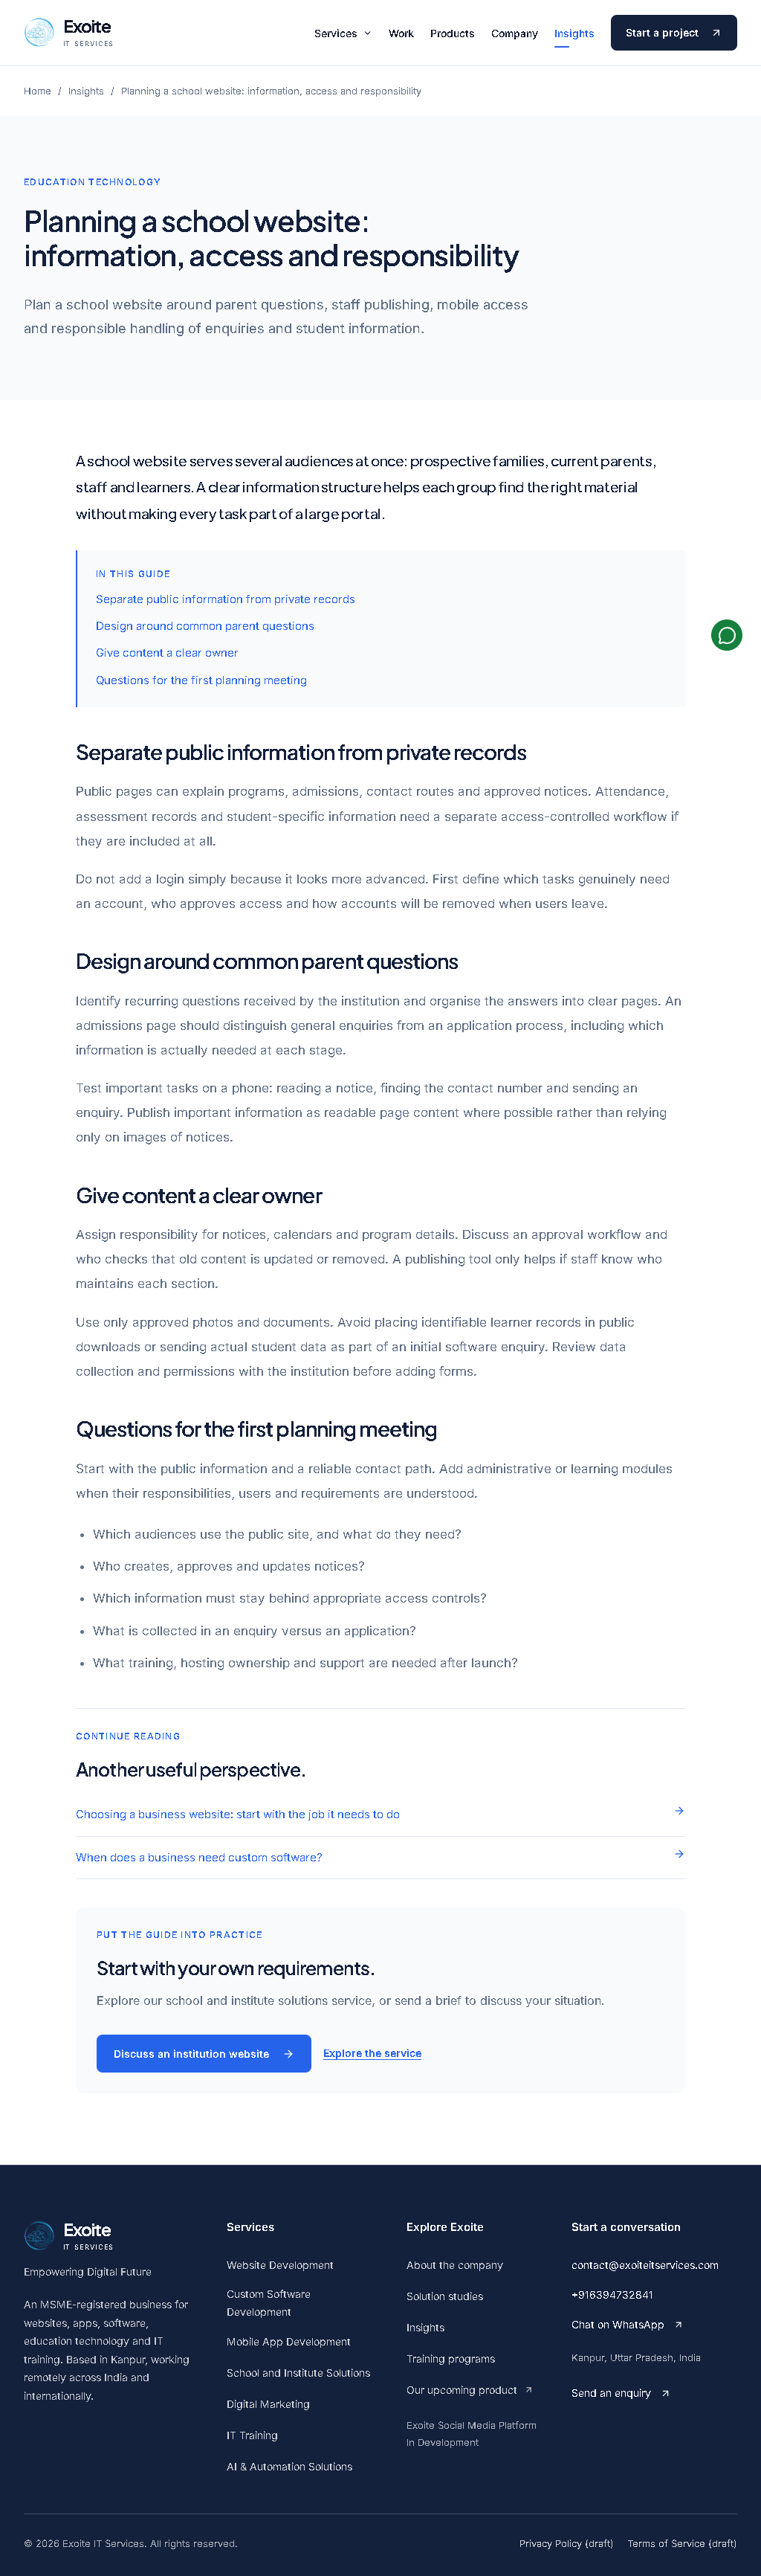 Exoite
IT SERVICES
Services
Work
Products
Company
Insights
Start a project
Home / Insights / Planning a school website: information, access and responsibility
EDUCATION TECHNOLOGY
Planning a school website:
information, access and responsibility
Plan a school website around parent questions, staff publishing, mobile access
and responsible handling of enquiries and student information.
A school website serves several audiences at once: prospective families, current parents,
staff and learners. A clear information structure helps each group find the right material
without making every task part of a large portal.
IN THIS GUIDE
Separate public information from private records
Design around common parent questions
Give content a clear owner
Questions for the first planning meeting
Separate public information from private records
Public pages can explain programs, admissions, contact routes and approved notices. Attendance,
assessment records and student-specific information need a separate access-controlled workflow if
they are included at all.
Do not add a login simply because it looks more advanced. First define which tasks genuinely need
an account, who approves access and how accounts will be removed when users leave.
Design around common parent questions
Identify recurring questions received by the institution and organise the answers into clear pages. An
admissions page should distinguish general enquiries from an application process, including which
information is actually needed at each stage.
Test important tasks on a phone: reading a notice, finding the contact number and sending an
enquiry. Publish important information as readable page content where possible rather than relying
only on images of notices.
Give content a clear owner
Assign responsibility for notices, calendars and program details. Discuss an approval workflow and
who checks that old content is updated or removed. A publishing tool only helps if staff know who
maintains each section.
Use only approved photos and documents. Avoid placing identifiable learner records in public
downloads or sending actual student data as part of an initial software enquiry. Review data
collection and permissions with the institution before adding forms.
Questions for the first planning meeting
Start with the public information and a reliable contact path. Add administrative or learning modules
when their responsibilities, users and requirements are understood.
• Which audiences use the public site, and what do they need?
• Who creates, approves and updates notices?
• Which information must stay behind appropriate access controls?
• What is collected in an enquiry versus an application?
• What training, hosting ownership and support are needed after launch?
CONTINUE READING
Another useful perspective.
Choosing a business website: start with the job it needs to do
When does a business need custom software?
PUT THE GUIDE INTO PRACTICE
Start with your own requirements.
Explore our school and institute solutions service, or send a brief to discuss your situation.
Discuss an institution website
Explore the service
Exoite
IT SERVICES
Empowering Digital Future
An MSME-registered business for
websites, apps, software,
education technology and IT
training. Based in Kanpur, working
remotely across India and
internationally.
Services
Website Development
Custom Software
Development
Mobile App Development
School and Institute Solutions
Digital Marketing
IT Training
AI & Automation Solutions
Explore Exoite
About the company
Solution studies
Insights
Training programs
Our upcoming product
Exoite Social Media Platform
In Development
Start a conversation
contact@exoiteitservices.com
+916394732841
Chat on WhatsApp
Kanpur, Uttar Pradesh, India
Send an enquiry
© 2026 Exoite IT Services. All rights reserved.
Privacy Policy (draft)
Terms of Service (draft)